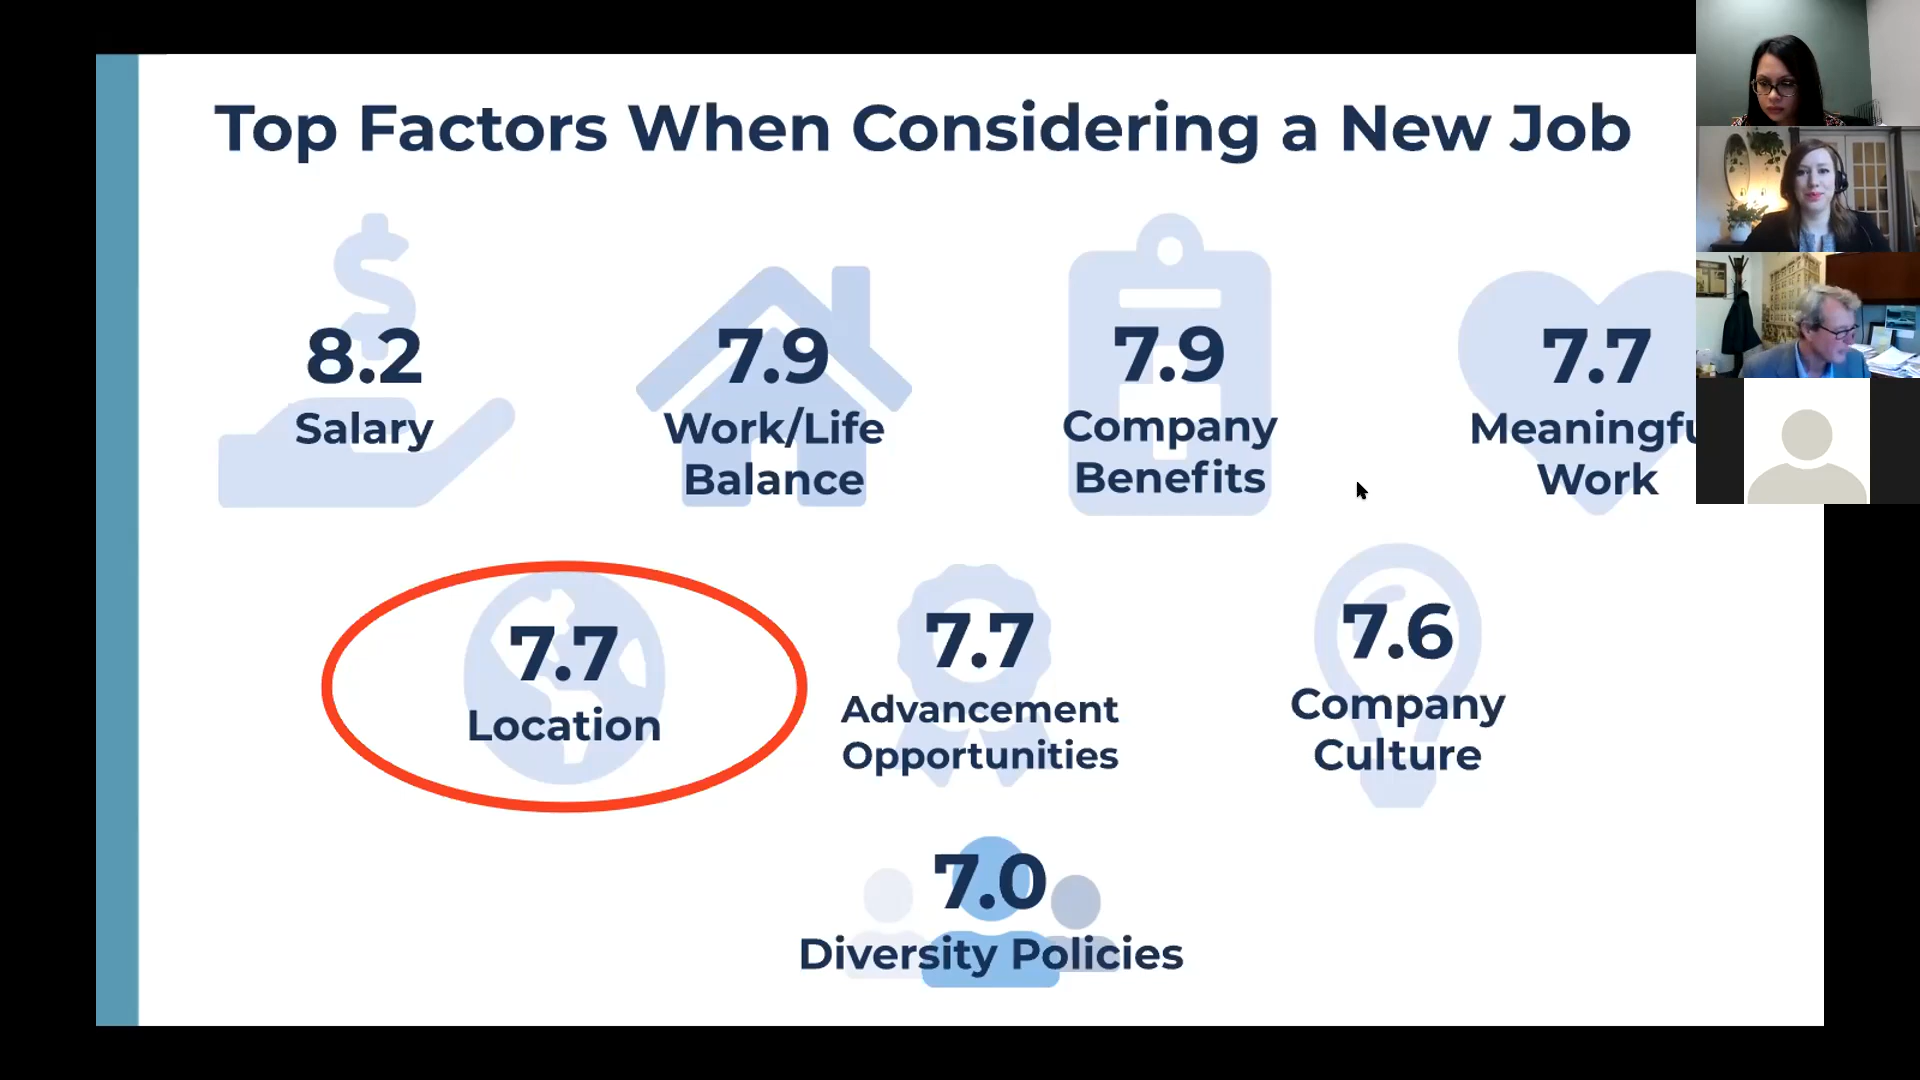 Top Factors When Considering a New Job
8.2
Salary
7.9
Work/Life
Balance
7.9
Company
Benefits
7.7
Meaningfu
Work
7.7
Location
7.7
Advancement
Opportunities
7.6
Company
Culture
7.0
Diversity Policies